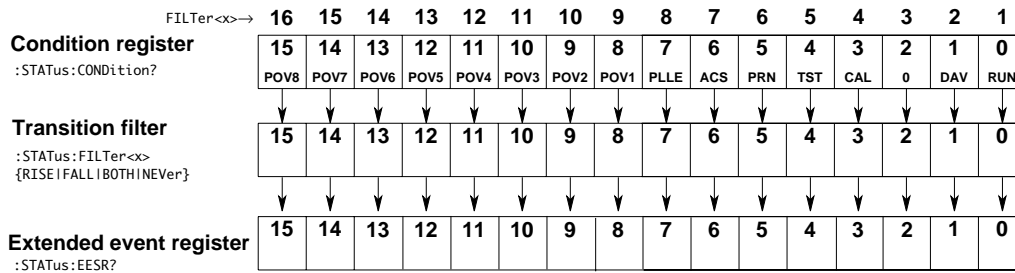 FILTer<x>→ 16 15 14 13 12 11 10 9 8 7 6 5 4 3 2 1
Condition register
:STATus:CONDition?
15 14 13 12 11 10 9 8 7 6 5 4 3 2 1 0
POV8 POV7 POV6 POV5 POV4 POV3 POV2 POV1 PLLE ACS PRN TST CAL 0 DAV RUN
Transition filter
:STATus:FILTer<x>
{RISE|FALL|BOTH|NEVer}
15 14 13 12 11 10 9 8 7 6 5 4 3 2 1 0
Extended event register
:STATus:EESR?
15 14 13 12 11 10 9 8 7 6 5 4 3 2 1 0